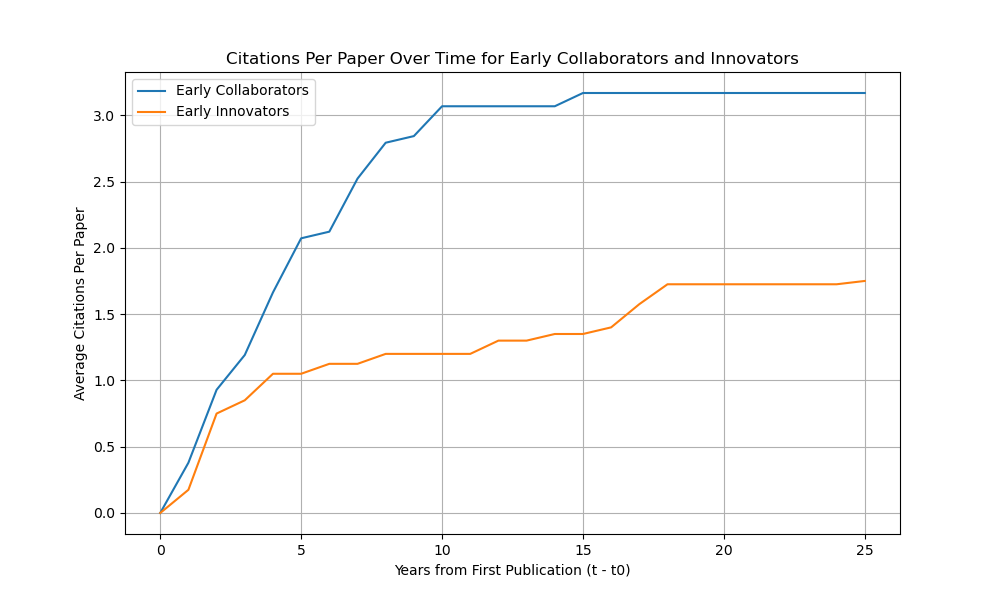 Citations Per Paper Over Time for Early Collaborators and Innovators
Early Collaborators
Early Innovators
Average Citations Per Paper
3.0
2.5
2.0
1.5
1.0
0.5
0.0
0 5 10 15 20 25
Years from First Publication (t - t0)